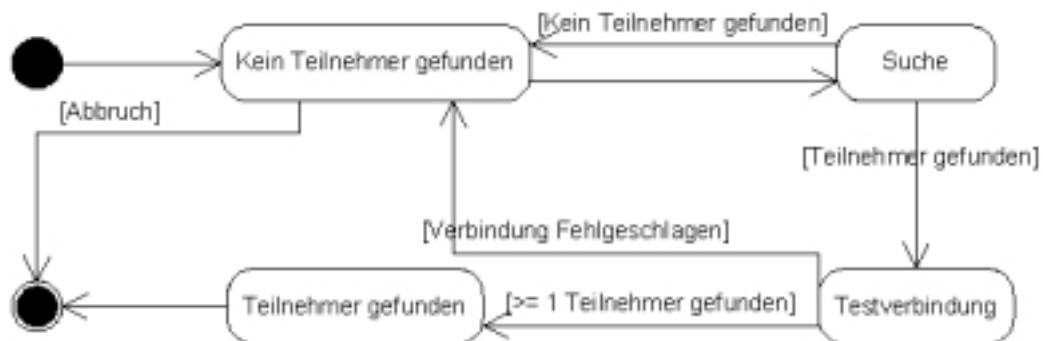 [Kein Teilnehmer gefunden]
Kein Teilnehmer gefunden
Suche
[Abbruch]
[Teilnehmer gefunden]
[Verbindung Fehlgeschlagen]
Teilnehmer gefunden
[>= 1 Teilnehmer gefunden]
Testverbindung